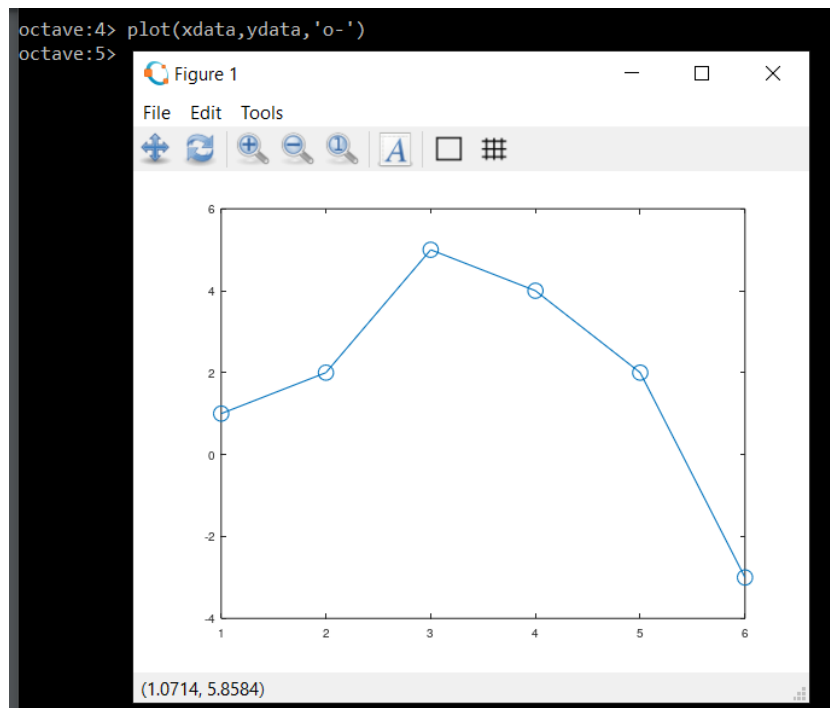 octave:4> plot(xdata,ydata,'o-')
octave:5>
Figure 1
File Edit Tools
A
6
4
2
0
-2
-4
1 2 3 4 5 6
(1.0714, 5.8584)